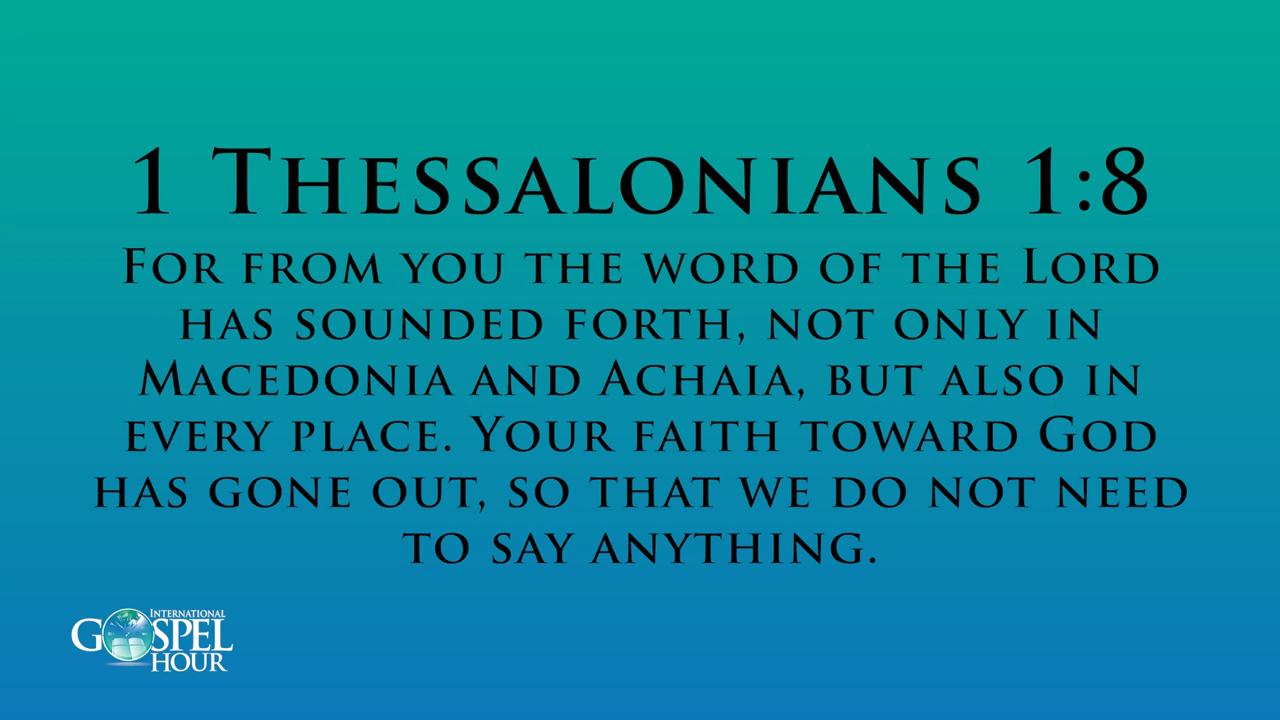 1 Thessalonians 1:8
For from you the word of the Lord
has sounded forth, not only in
Macedonia and Achaia, but also in
every place. Your faith toward God
has gone out, so that we do not need
to say anything.
International
Gospel
Hour